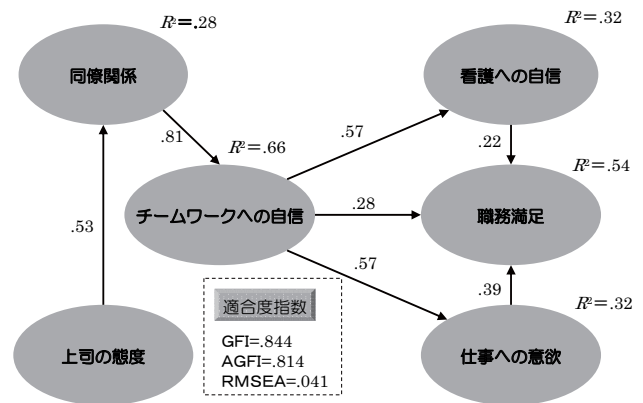 R²=.28
R²=.32
同僚関係
看護への自信
.81
R²=.66
.57
.22
R²=.54
チームワークへの自信
.28
職務満足
.53
.57
.39
適合度指数
R²=.32
GFI=.844
AGFI=.814
RMSEA=.041
上司の態度
仕事への意欲